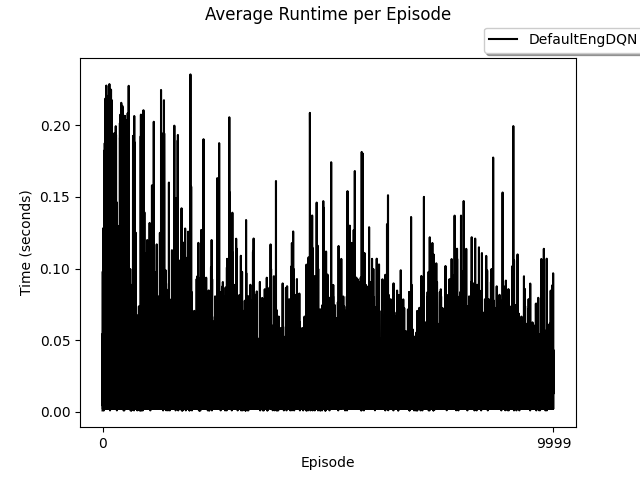 Average Runtime per Episode
DefaultEngDQN
0.20
0.15
0.10
0.05
0.00
Time (seconds)
0
9999
Episode